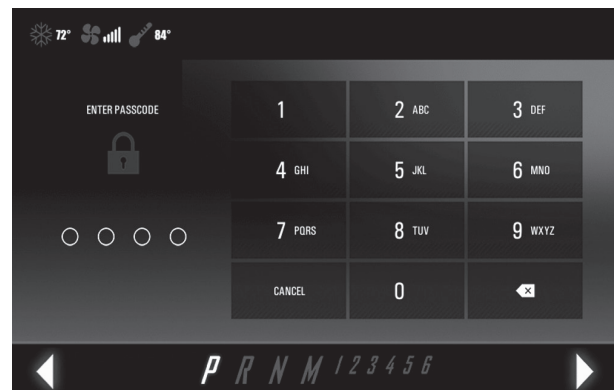 72° 84°
ENTER PASSCODE
1 2 ABC 3 DEF
4 GHI 5 JKL 6 MNO
7 PQRS 8 TUV 9 WXYZ
CANCEL 0
P R N M 1 2 3 4 5 6